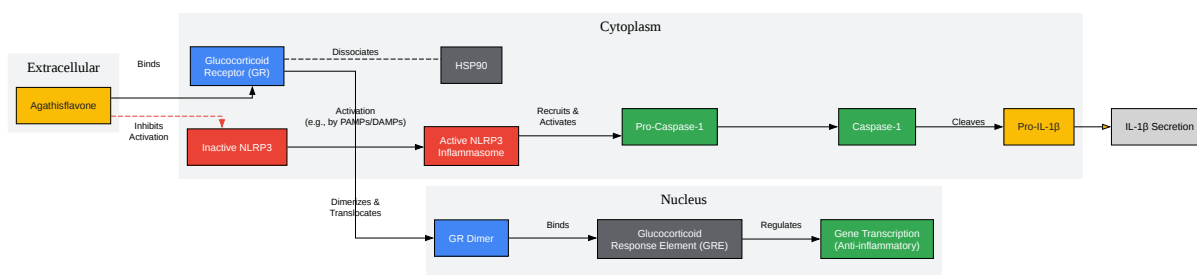 Cytoplasm
Extracellular
Binds
Glucocorticoid
Receptor (GR)
Dissociates
HSP90
Agathisflavone
Inhibits
Activation
Inactive NLRP3
Activation
(e.g., by PAMPs/DAMPs)
Active NLRP3
Inflammasome
Recruits &
Activates
Pro-Caspase-1
Caspase-1
Cleaves
Pro-IL-1β
IL-1β Secretion
Dimerizes &
Translocates
Nucleus
GR Dimer
Binds
Glucocorticoid
Response Element (GRE)
Regulates
Gene Transcription
(Anti-inflammatory)